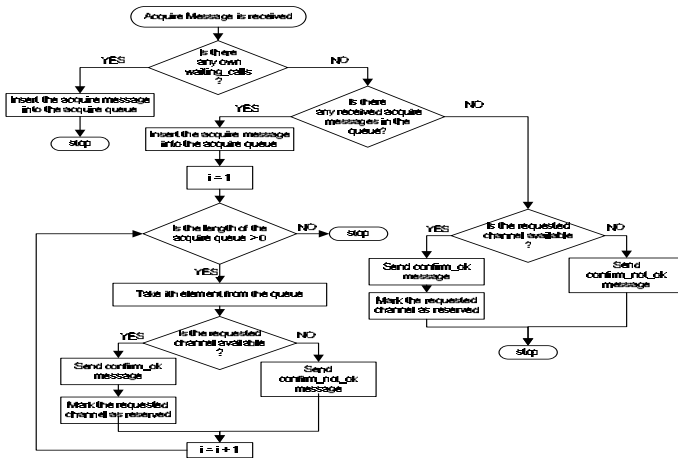 Acquire Message is received
Is there
any own
waiting_calls
?
YES
NO
Insert the acquire message
into the acquire queue
stop
Is there
any received acquire
messages in the
queue?
YES
NO
Insert the acquire message
into the acquire queue
i = 1
Is the length of the
acquire queue > 0
NO
stop
YES
Take ith element from the queue
Is the requested
channel available
?
YES
NO
Send confirm_ok
message
Mark the requested
channel as reserved
Send
confirm_not_ok
message
i = i + 1
Is the requested
channel available
?
YES
NO
Send confirm_ok
message
Mark the requested
channel as reserved
Send
confirm_not_ok
message
stop